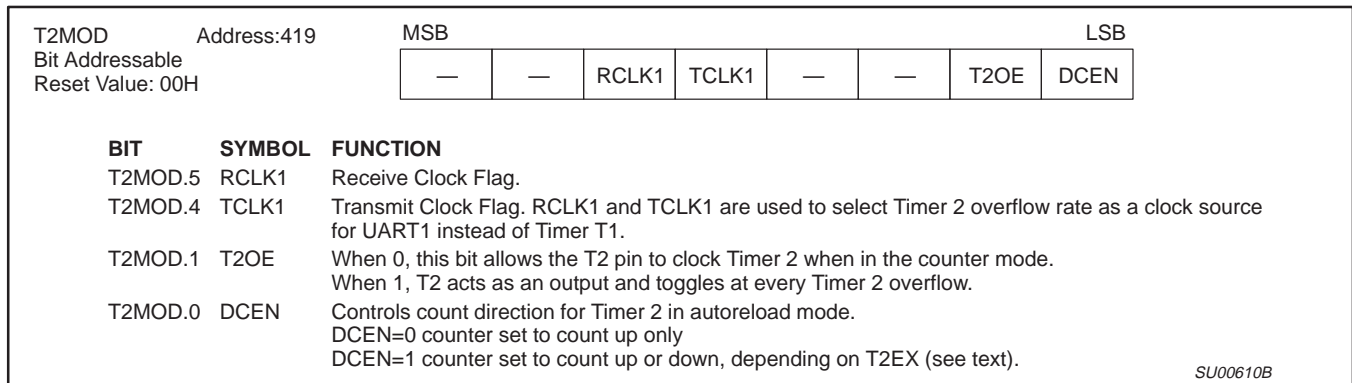 T2MOD Address:419 MSB LSB
Bit Addressable
Reset Value: 00H
— — RCLK1 TCLK1 — — T2OE DCEN
BIT SYMBOL FUNCTION
T2MOD.5 RCLK1 Receive Clock Flag.
T2MOD.4 TCLK1 Transmit Clock Flag. RCLK1 and TCLK1 are used to select Timer 2 overflow rate as a clock source
for UART1 instead of Timer T1.
T2MOD.1 T2OE When 0, this bit allows the T2 pin to clock Timer 2 when in the counter mode.
When 1, T2 acts as an output and toggles at every Timer 2 overflow.
T2MOD.0 DCEN Controls count direction for Timer 2 in autoreload mode.
DCEN=0 counter set to count up only
DCEN=1 counter set to count up or down, depending on T2EX (see text).
SU00610B